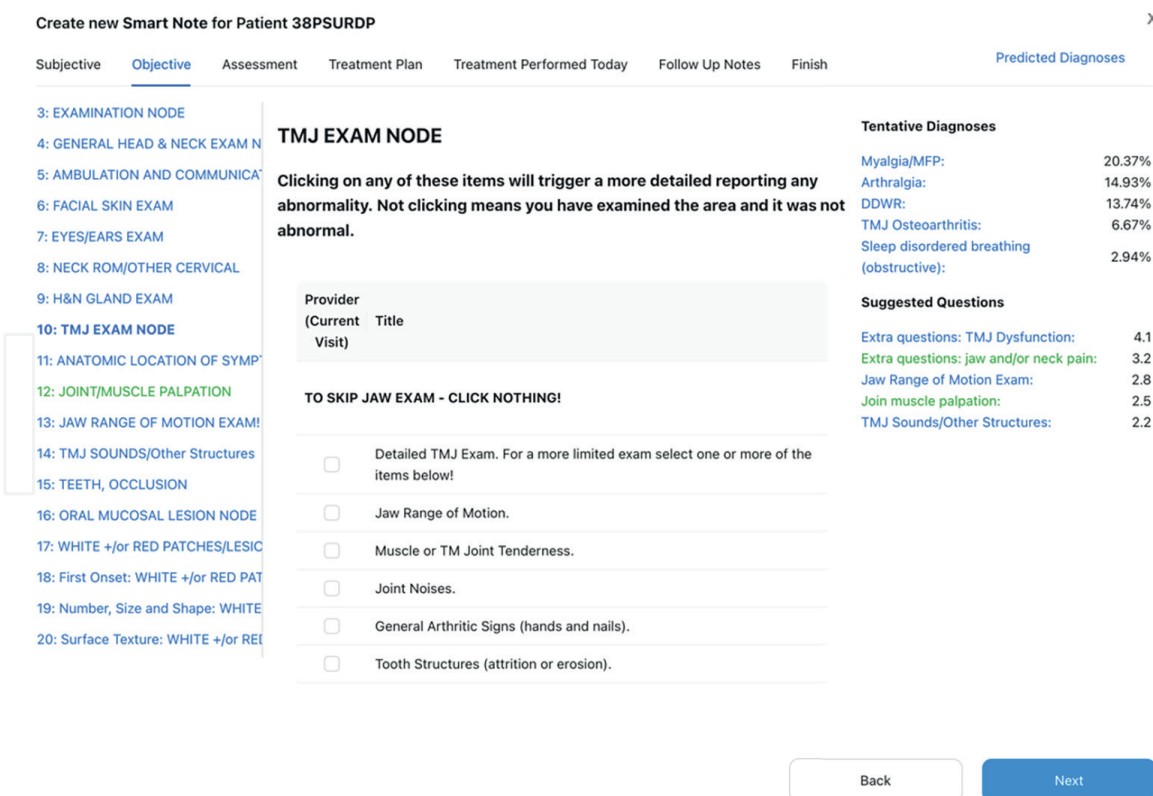 Create new Smart Note for Patient 38PSURDP
X
Subjective Objective Assessment Treatment Plan Treatment Performed Today Follow Up Notes Finish
Predicted Diagnoses
3: EXAMINATION NODE
4: GENERAL HEAD & NECK EXAM N
5: AMBULATION AND COMMUNICAT
6: FACIAL SKIN EXAM
7: EYES/EARS EXAM
8: NECK ROM/OTHER CERVICAL
9: H&N GLAND EXAM
10: TMJ EXAM NODE
11: ANATOMIC LOCATION OF SYMPT
12: JOINT/MUSCLE PALPATION
13: JAW RANGE OF MOTION EXAM!
14: TMJ SOUNDS/Other Structures
15: TEETH, OCCLUSION
16: ORAL MUCOSAL LESION NODE
17: WHITE +/or RED PATCHES/LESIO
18: First Onset: WHITE +/or RED PAT
19: Number, Size and Shape: WHITE
20: Surface Texture: WHITE +/or RED
TMJ EXAM NODE
Clicking on any of these items will trigger a more detailed reporting any
abnormality. Not clicking means you have examined the area and it was not
abnormal.
Provider
(Current Title
Visit)
TO SKIP JAW EXAM - CLICK NOTHING!
Detailed TMJ Exam. For a more limited exam select one or more of the
items below!
Jaw Range of Motion.
Muscle or TM Joint Tenderness.
Joint Noises.
General Arthritic Signs (hands and nails).
Tooth Structures (attrition or erosion).
Tentative Diagnoses
Myalgia/MFP: 20.37%
Arthralgia: 14.93%
DDWR: 13.74%
TMJ Osteoarthritis: 6.67%
Sleep disordered breathing
(obstructive): 2.94%
Suggested Questions
Extra questions: TMJ Dysfunction: 4.1
Extra questions: jaw and/or neck pain: 3.2
Jaw Range of Motion Exam: 2.8
Join muscle palpation: 2.5
TMJ Sounds/Other Structures: 2.2
Back
Next